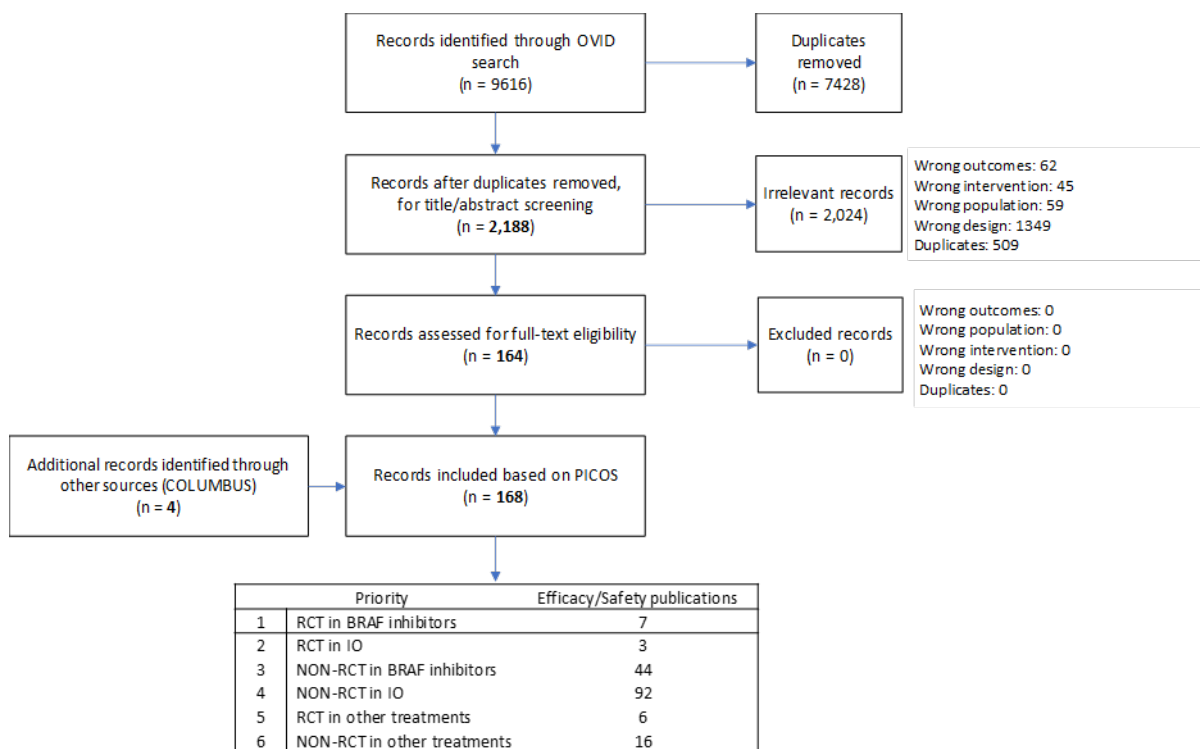 Records identified through OVID
search
(n = 9616)
Duplicates
removed
(n = 7428)
Records after duplicates removed,
for title/abstract screening
(n = 2,188)
Irrelevant records
(n = 2,024)
Wrong outcomes: 62
Wrong intervention: 45
Wrong population: 59
Wrong design: 1349
Duplicates: 509
Records assessed for full-text eligibility
(n = 164)
Excluded records
(n = 0)
Wrong outcomes: 0
Wrong population: 0
Wrong intervention: 0
Wrong design: 0
Duplicates: 0
Additional records identified through
other sources (COLUMBUS)
(n = 4)
Records included based on PICOS
(n = 168)
Priority Efficacy/Safety publications
1 RCT in BRAF inhibitors 7
2 RCT in IO 3
3 NON-RCT in BRAF inhibitors 44
4 NON-RCT in IO 92
5 RCT in other treatments 6
6 NON-RCT in other treatments 16